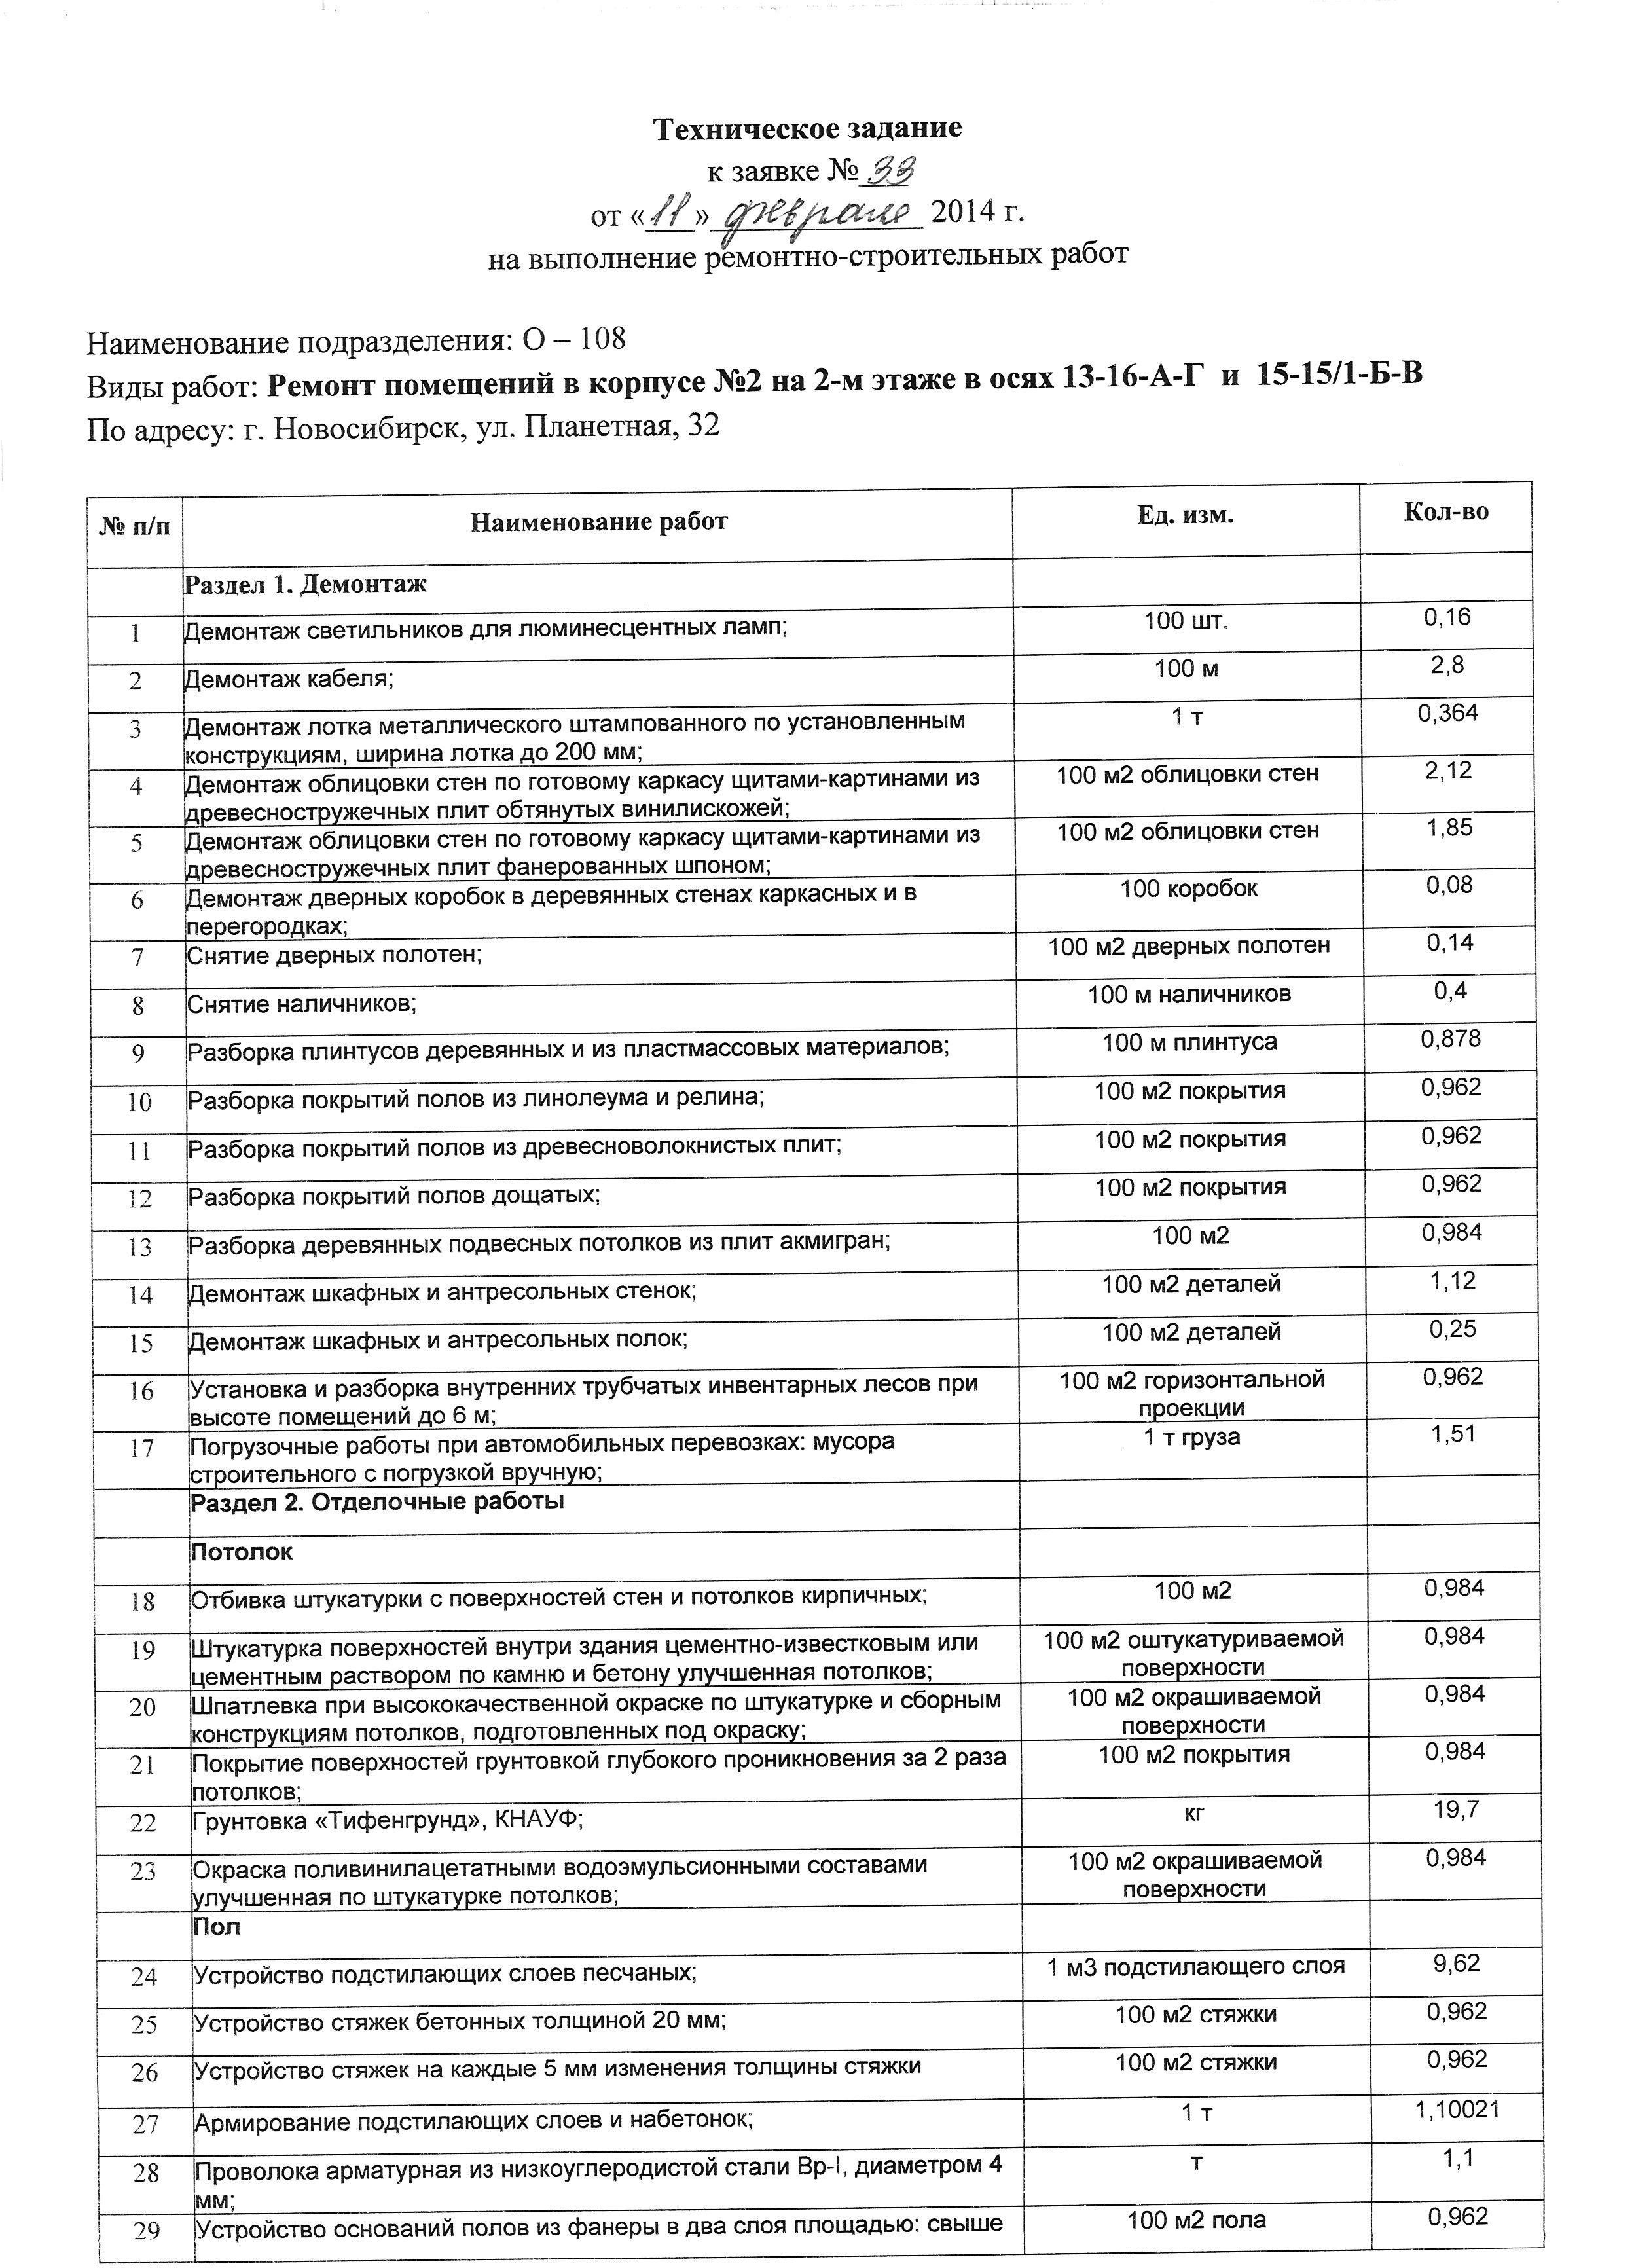 Техническое задание
к заявке № 33
от «11» февраля 2014 г.
на выполнение ремонтно-строительных работ
Наименование подразделения: О – 108
Виды работ: Ремонт помещений в корпусе №2 на 2-м этаже в осях 13-16-А-Г и 15-15/1-Б-В
По адресу: г. Новосибирск, ул. Планетная, 32
№ п/п Наименование работ Ед. изм. Кол-во
Раздел 1. Демонтаж
1 Демонтаж светильников для люминесцентных ламп; 100 шт. 0,16
2 Демонтаж кабеля; 100 м 2,8
3 Демонтаж лотка металлического штампованного по установленным 1 т 0,364
конструкциям, ширина лотка до 200 мм;
4 Демонтаж облицовки стен по готовому каркасу щитами-картинами из 100 м2 облицовки стен 2,12
древесностружечных плит обтянутых винилискожей;
5 Демонтаж облицовки стен по готовому каркасу щитами-картинами из 100 м2 облицовки стен 1,85
древесностружечных плит фанерованных шпоном;
6 Демонтаж дверных коробок в деревянных стенах каркасных и в 100 коробок 0,08
перегородках;
7 Снятие дверных полотен; 100 м2 дверных полотен 0,14
8 Снятие наличников; 100 м наличников 0,4
9 Разборка плинтусов деревянных и из пластмассовых материалов; 100 м плинтуса 0,878
10 Разборка покрытий полов из линолеума и релина; 100 м2 покрытия 0,962
11 Разборка покрытий полов из древесноволокнистых плит; 100 м2 покрытия 0,962
12 Разборка покрытий полов дощатых; 100 м2 покрытия 0,962
13 Разборка деревянных подвесных потолков из плит акмигран; 100 м2 0,984
14 Демонтаж шкафных и антресольных стенок; 100 м2 деталей 1,12
15 Демонтаж шкафных и антресольных полок; 100 м2 деталей 0,25
16 Установка и разборка внутренних трубчатых инвентарных лесов при 100 м2 горизонтальной 0,962
высоте помещений до 6 м; проекции
17 Погрузочные работы при автомобильных перевозках: мусора 1 т груза 1,51
строительного с погрузкой вручную;
Раздел 2. Отделочные работы
Потолок
18 Отбивка штукатурки с поверхностей стен и потолков кирпичных; 100 м2 0,984
19 Штукатурка поверхностей внутри здания цементно-известковым или 100 м2 оштукатуриваемой 0,984
цементным раствором по камню и бетону улучшенная потолков; поверхности
20 Шпатлевка при высококачественной окраске по штукатурке и сборным 100 м2 окрашиваемой 0,984
конструкциям потолков, подготовленных под окраску; поверхности
21 Покрытие поверхностей грунтовкой глубокого проникновения за 2 раза 100 м2 покрытия 0,984
потолков;
22 Грунтовка «Тифенгрунд», КНАУФ; кг 19,7
23 Окраска поливинилацетатными водоэмульсионными составами 100 м2 окрашиваемой 0,984
улучшенная по штукатурке потолков; поверхности
Пол
24 Устройство подстилающих слоев песчаных; 1 м3 подстилающего слоя 9,62
25 Устройство стяжек бетонных толщиной 20 мм; 100 м2 стяжки 0,962
26 Устройство стяжек на каждые 5 мм изменения толщины стяжки 100 м2 стяжки 0,962
27 Армирование подстилающих слоев и набетонок; 1 т 1,10021
28 Проволока арматурная из низкоуглеродистой стали Вр-I, диаметром 4 т 1,1
мм;
29 Устройство оснований полов из фанеры в два слоя площадью: свыше 100 м2 пола 0,962